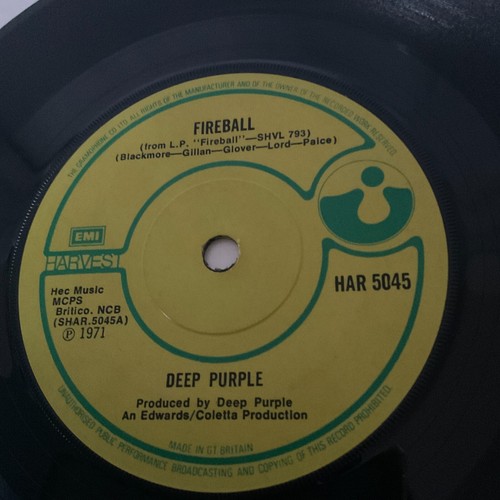 THE GRAMOPHONE CO. LTD. ALL RIGHTS OF THE MANUFACTURER AND OF THE OWNER OF THE RECORDED WORK RESERVED
FIREBALL
(from L.P. "Fireball"—SHVL 793)
(Blackmore—Gillan—Glover—Lord—Paice)
EMI
HARVEST
HAR 5045
Hec Music
MCPS
Britico. NCB
(SHAR.5045A)
℗ 1971
DEEP PURPLE
Produced by Deep Purple
An Edwards/Coletta Production
MADE IN GT BRITAIN
UNAUTHORISED PUBLIC PERFORMANCE BROADCASTING AND COPYING OF THIS RECORD PROHIBITED.